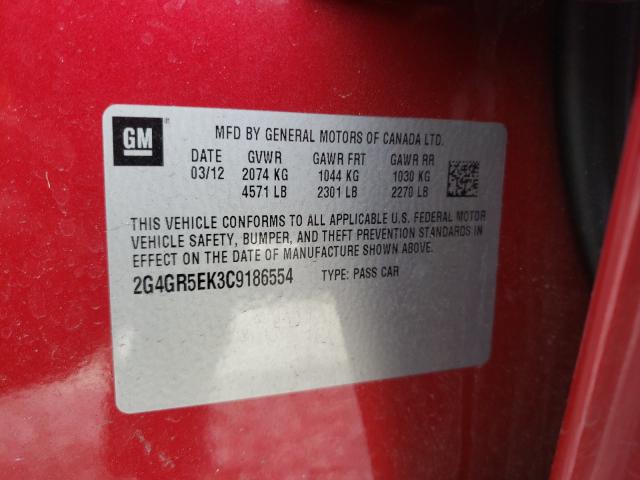 GM
MFD BY GENERAL MOTORS OF CANADA LTD.
DATE GVWR GAWR FRT GAWR RR
03/12 2074 KG 1044 KG 1030 KG
4571 LB 2301 LB 2270 LB
THIS VEHICLE CONFORMS TO ALL APPLICABLE U.S. FEDERAL MOTOR
VEHICLE SAFETY, BUMPER, AND THEFT PREVENTION STANDARDS IN
EFFECT ON THE DATE OF MANUFACTURE SHOWN ABOVE.
2G4GR5EK3C9186554 TYPE: PASS CAR